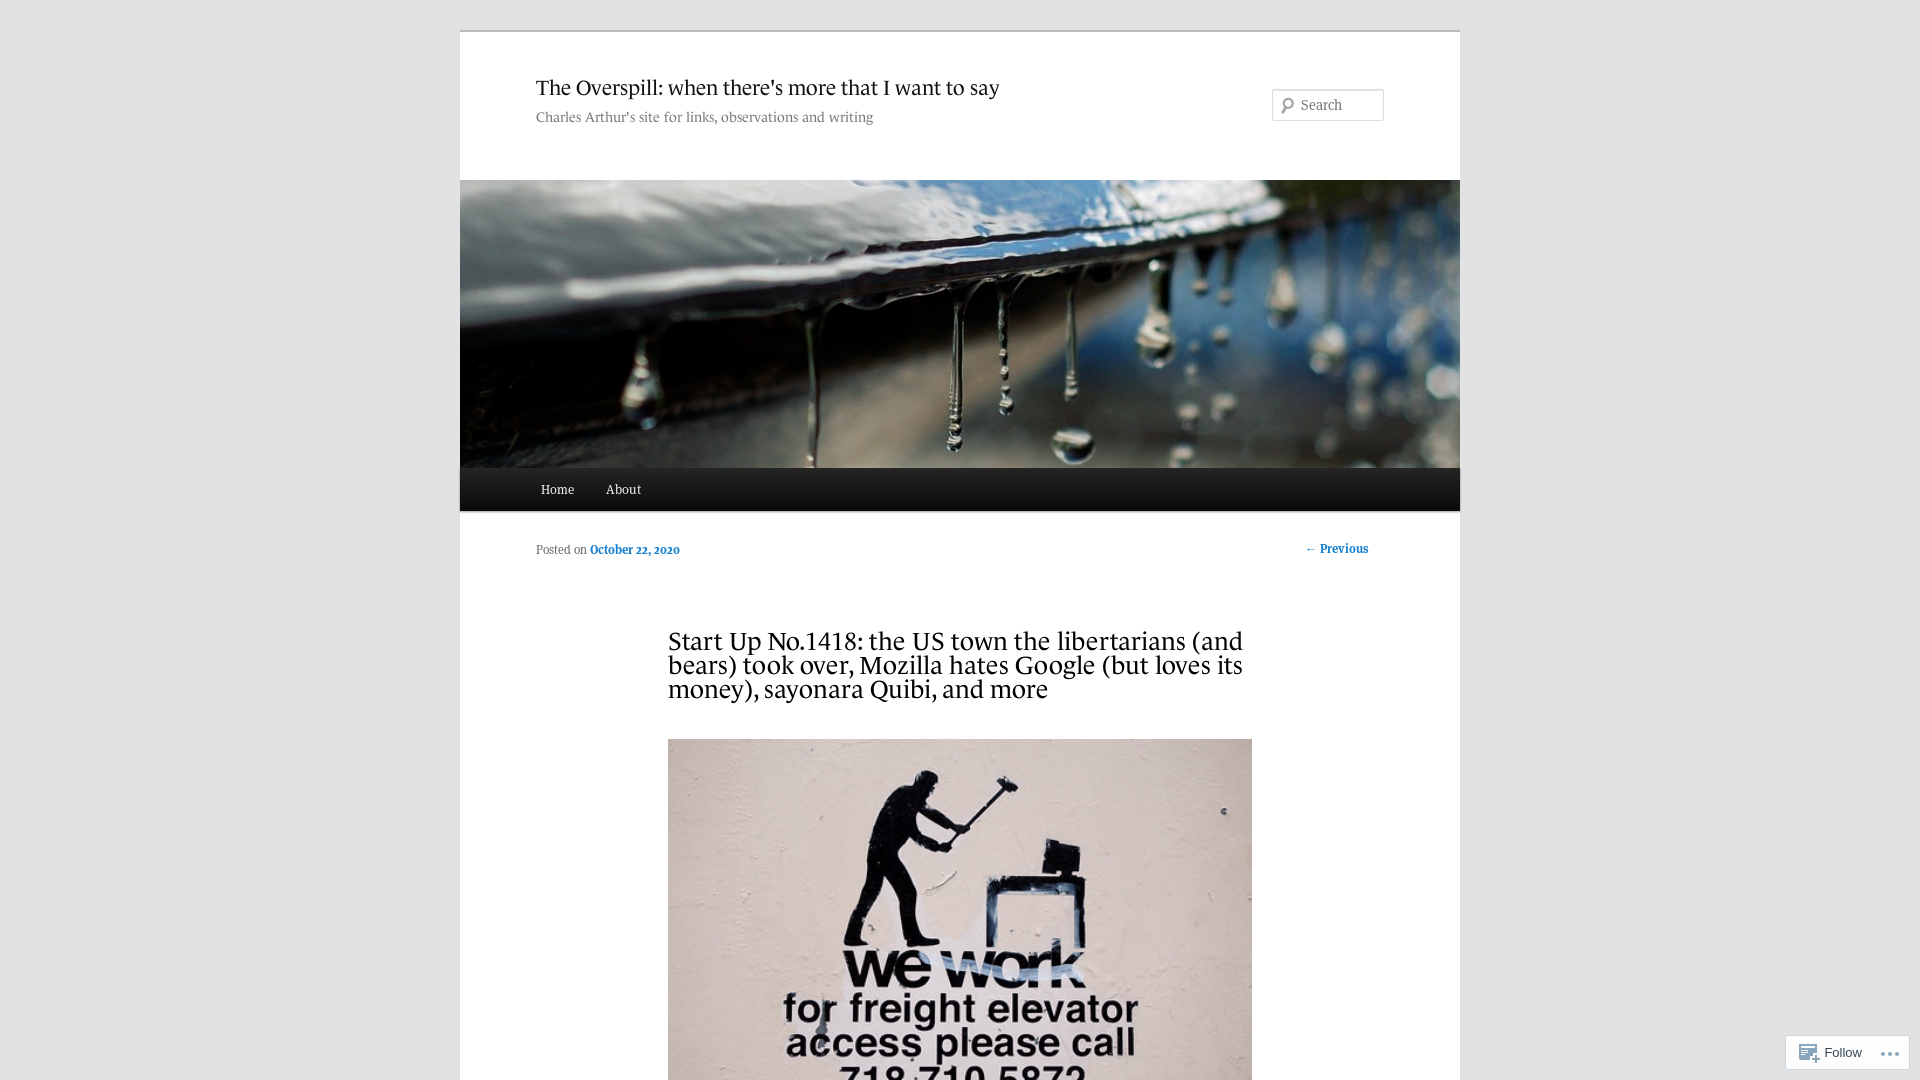 The Overspill: when there's more that I want to say
Charles Arthur's site for links, observations and writing
Search
Home
About
Posted on October 22, 2020
← Previous
Start Up No.1418: the US town the libertarians (and
bears) took over, Mozilla hates Google (but loves its
money), sayonara Quibi, and more
we work
for freight elevator
access please call
718 710 5872
Follow